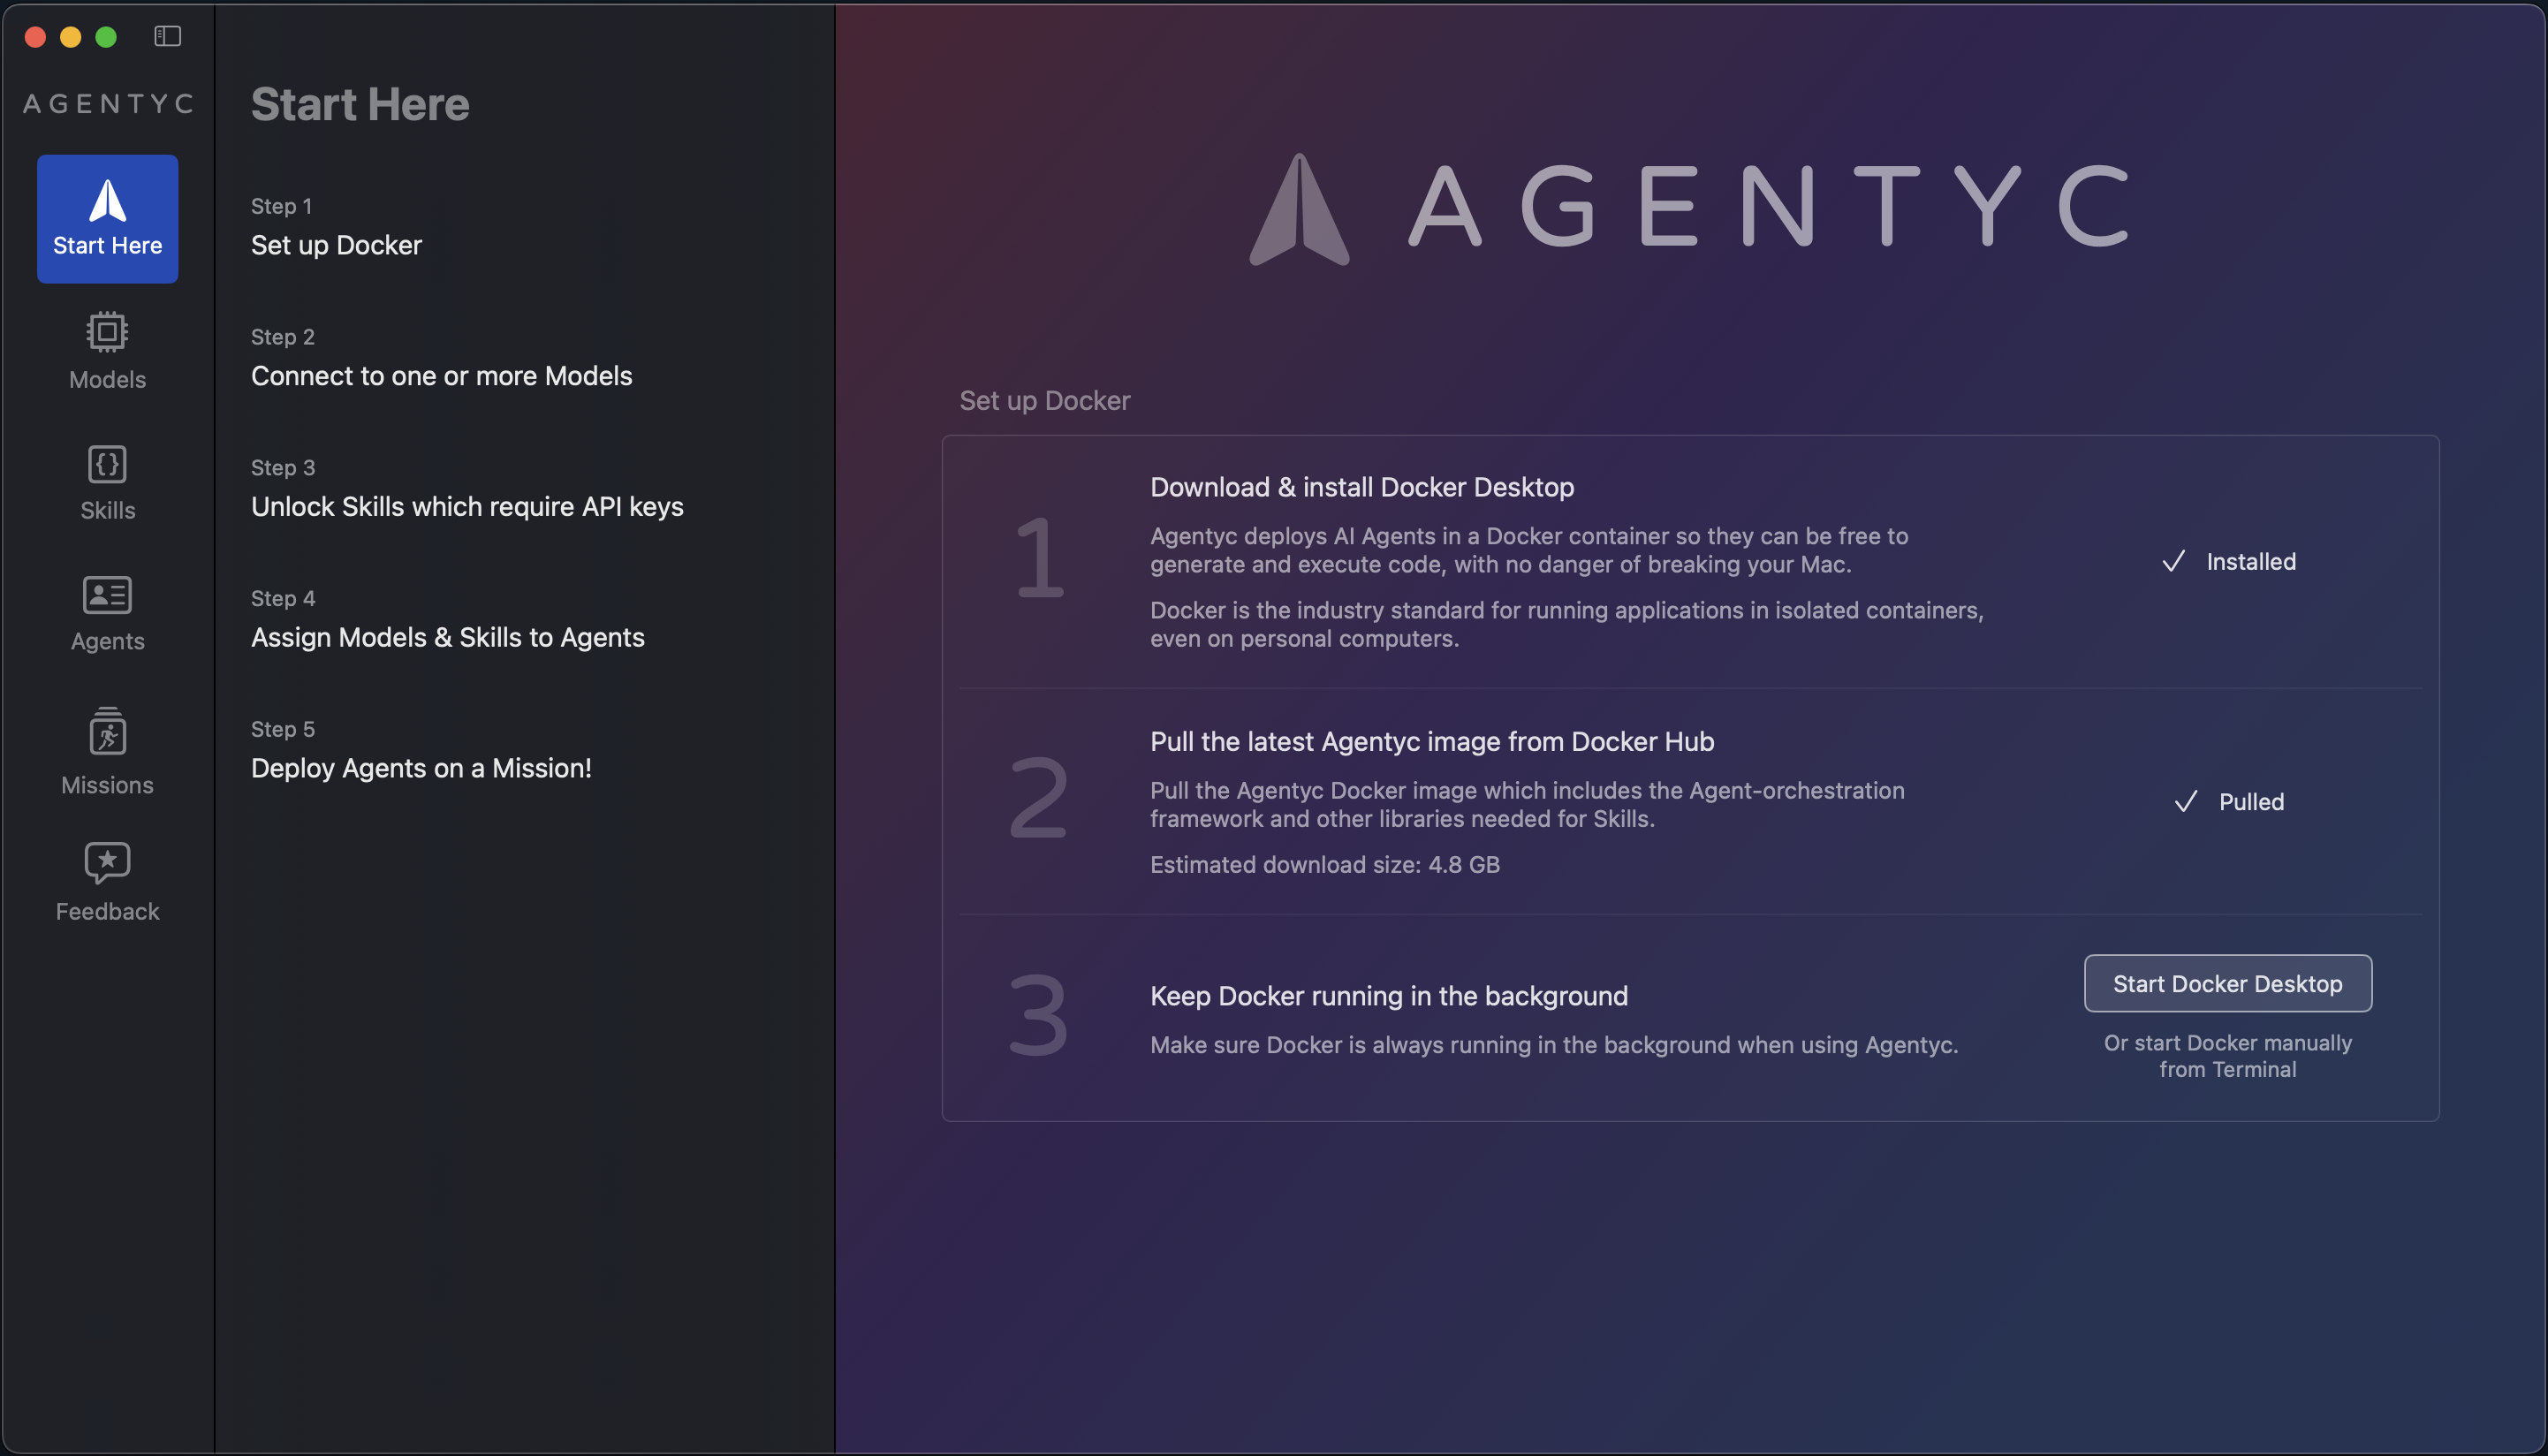 AGENTYC
Start Here
Models
Skills
Agents
Missions
Feedback
Start Here
Step 1
Set up Docker
Step 2
Connect to one or more Models
Step 3
Unlock Skills which require API keys
Step 4
Assign Models & Skills to Agents
Step 5
Deploy Agents on a Mission!
AGENTYC
Set up Docker
1
Download & install Docker Desktop
Agentyc deploys AI Agents in a Docker container so they can be free to
generate and execute code, with no danger of breaking your Mac.
Docker is the industry standard for running applications in isolated containers,
even on personal computers.
Installed
2
Pull the latest Agentyc image from Docker Hub
Pull the Agentyc Docker image which includes the Agent-orchestration
framework and other libraries needed for Skills.
Estimated download size: 4.8 GB
Pulled
3
Keep Docker running in the background
Make sure Docker is always running in the background when using Agentyc.
Start Docker Desktop
Or start Docker manually
from Terminal